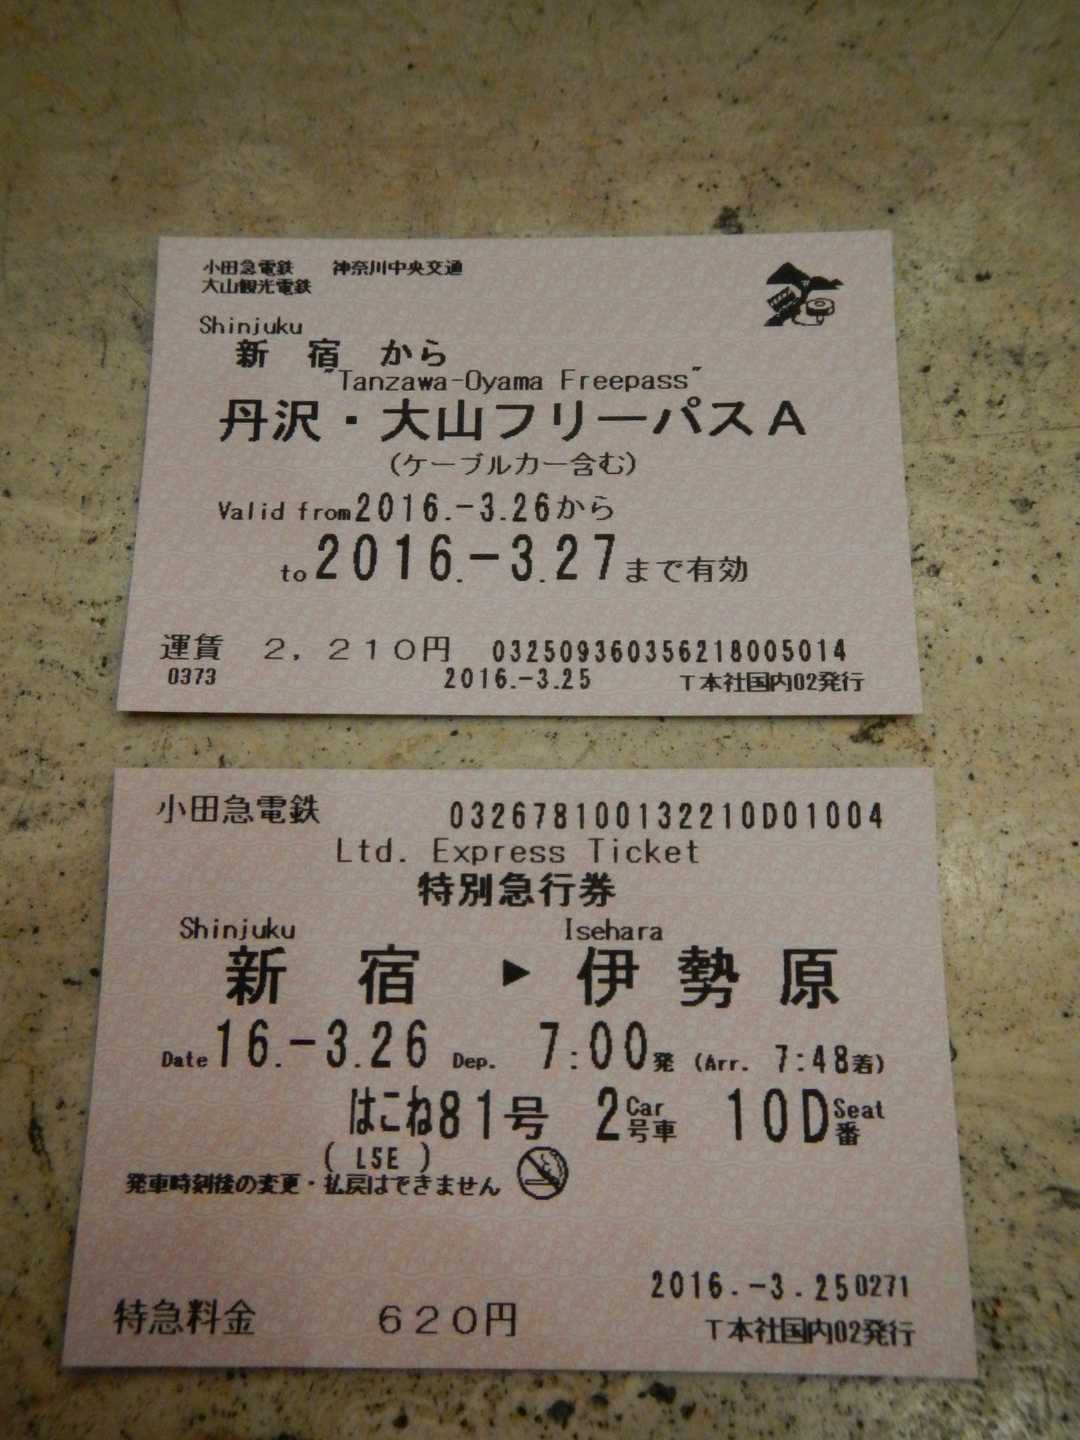 小田急電鉄　神奈川中央交通
大山観光電鉄
Shinjuku
新宿から
"Tanzawa-Oyama Freepass"
丹沢・大山フリーパスA
(ケーブルカー含む)
Valid from 2016.-3.26から
to 2016.-3.27まで有効
運賃　2,210円　032509360356218005014
0373　2016.-3.25　T本社国内02発行
小田急電鉄　032678100132210D01004
Ltd. Express Ticket
特別急行券
Shinjuku　Isehara
新宿 ▶ 伊勢原
Date 16.-3.26 Dep. 7:00発 (Arr. 7:48着)
はこね81号　2 Car 号車　10D Seat 番
( LSE )
発車時刻後の変更・払戻はできません
2016.-3.25 0271
特急料金　620円　T本社国内02発行